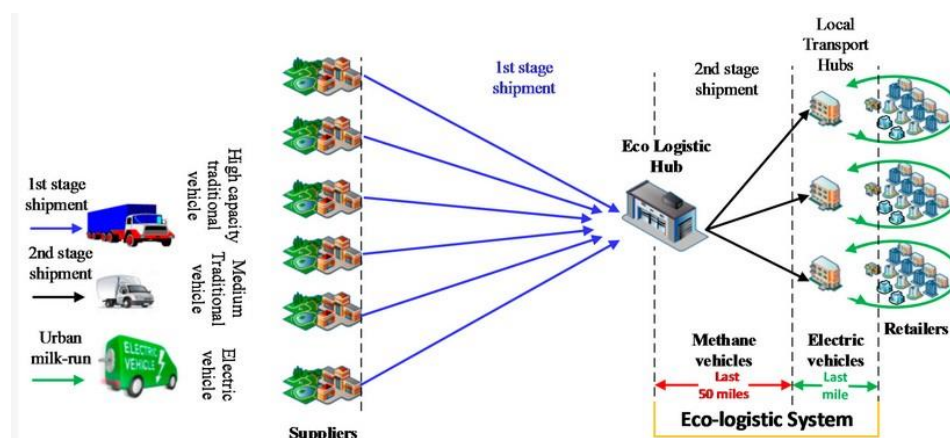 1st stage
shipment
High capacity
traditional
vehicle
2nd stage
shipment
Medium
Traditional
vehicle
Urban
milk-run
ELECTRIC
VEHICLE
Electric
vehicle
Suppliers
1st stage
shipment
Eco Logistic
Hub
2nd stage
shipment
Local
Transport
Hubs
Retailers
Methane
vehicles
Electric
vehicles
Last
50 miles
Last
mile
Eco-logistic System